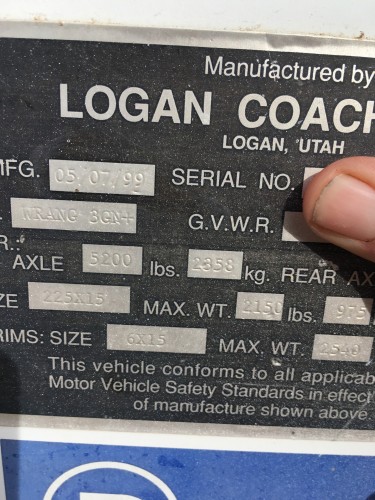 Manufactured by
LOGAN COACH
LOGAN, UTAH
MFG. 05/07/99 SERIAL NO.
WRANG 3GN+ G.V.W.R.
R.:
AXLE 5200 lbs. 2358 kg. REAR AX
ZE 225X15 MAX. WT. 2150 lbs. 975
RIMS: SIZE 6X15 MAX. WT. 2540
This vehicle conforms to all applicab
Motor Vehicle Safety Standards in effect
of manufacture shown above.